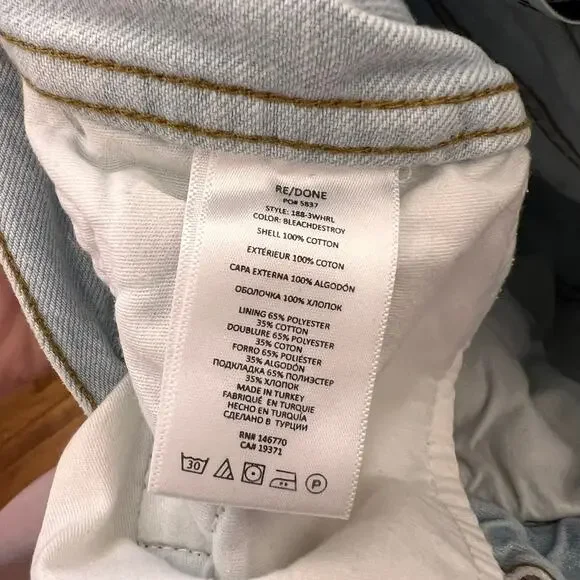 RE/DONE
PO# 5837
STYLE: 188-3WHRL
COLOR: BLEACHDESTROY
SHELL 100% COTTON
EXTÉRIEUR 100% COTON
CAPA EXTERNA 100% ALGODÓN
ОБОЛОЧКА 100% ХЛОПОК
LINING 65% POLYESTER
35% COTTON
DOUBLURE 65% POLYESTER
35% COTON
FORRO 65% POLIÉSTER
35% ALGODÓN
ПОДКЛАДКА 65% ПОЛИЭСТЕР
35% ХЛОПОК
MADE IN TURKEY
FABRIQUÉ EN TURQUIE
HECHO EN TURQUÍA
СДЕЛАНО В ТУРЦИИ
RN# 146770
CA# 19371
30 P